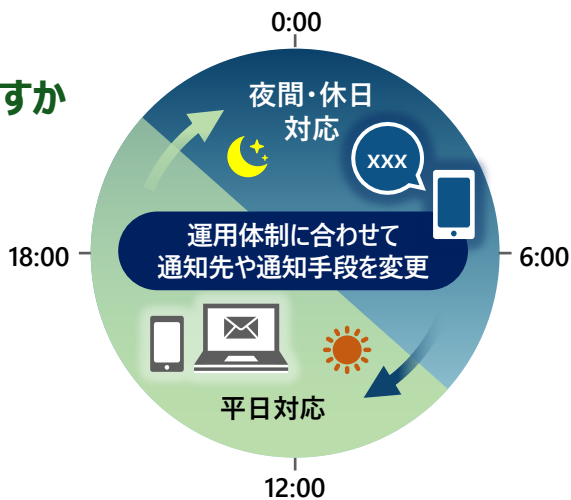 0:00
すか
夜間・休日
対応
xxx
運用体制に合わせて
通知先や通知手段を変更
18:00
6:00
平日対応
12:00